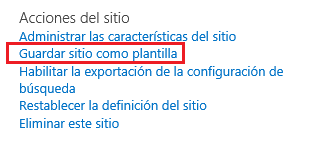 Acciones del sitio
Administrar las características del sitio
Guardar sitio como plantilla
Habilitar la exportación de la configuración de
búsqueda
Restablecer la definición del sitio
Eliminar este sitio